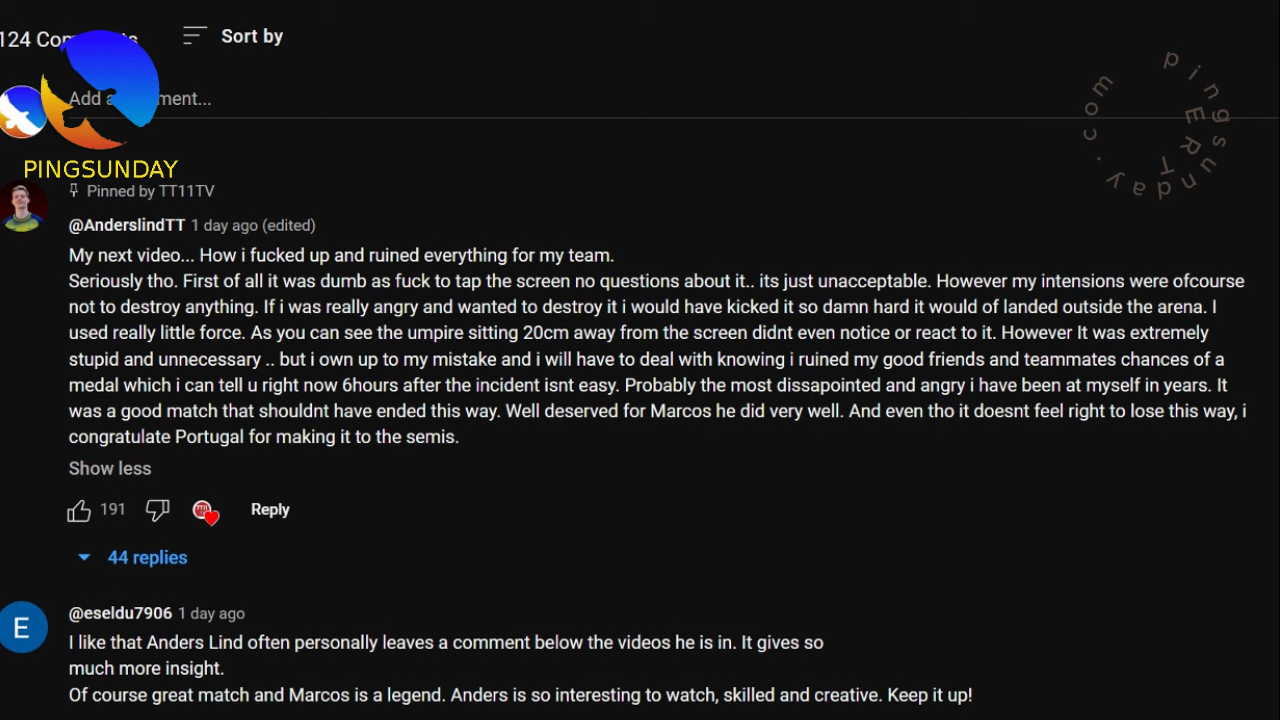 124 Com ts
Sort by
Add a ment...
PINGSUNDAY
pingsunday.com
ERT
Pinned by TT11TV
@AnderslindTT 1 day ago (edited)
My next video... How i fucked up and ruined everything for my team.
Seriously tho. First of all it was dumb as fuck to tap the screen no questions about it.. its just unacceptable. However my intensions were ofcourse
not to destroy anything. If i was really angry and wanted to destroy it i would have kicked it so damn hard it would of landed outside the arena. I
used really little force. As you can see the umpire sitting 20cm away from the screen didnt even notice or react to it. However It was extremely
stupid and unnecessary .. but i own up to my mistake and i will have to deal with knowing i ruined my good friends and teammates chances of a
medal which i can tell u right now 6hours after the incident isnt easy. Probably the most dissapointed and angry i have been at myself in years. It
was a good match that shouldnt have ended this way. Well deserved for Marcos he did very well. And even tho it doesnt feel right to lose this way, i
congratulate Portugal for making it to the semis.
Show less
191
Reply
44 replies
E
@eseldu7906 1 day ago
I like that Anders Lind often personally leaves a comment below the videos he is in. It gives so
much more insight.
Of course great match and Marcos is a legend. Anders is so interesting to watch, skilled and creative. Keep it up!